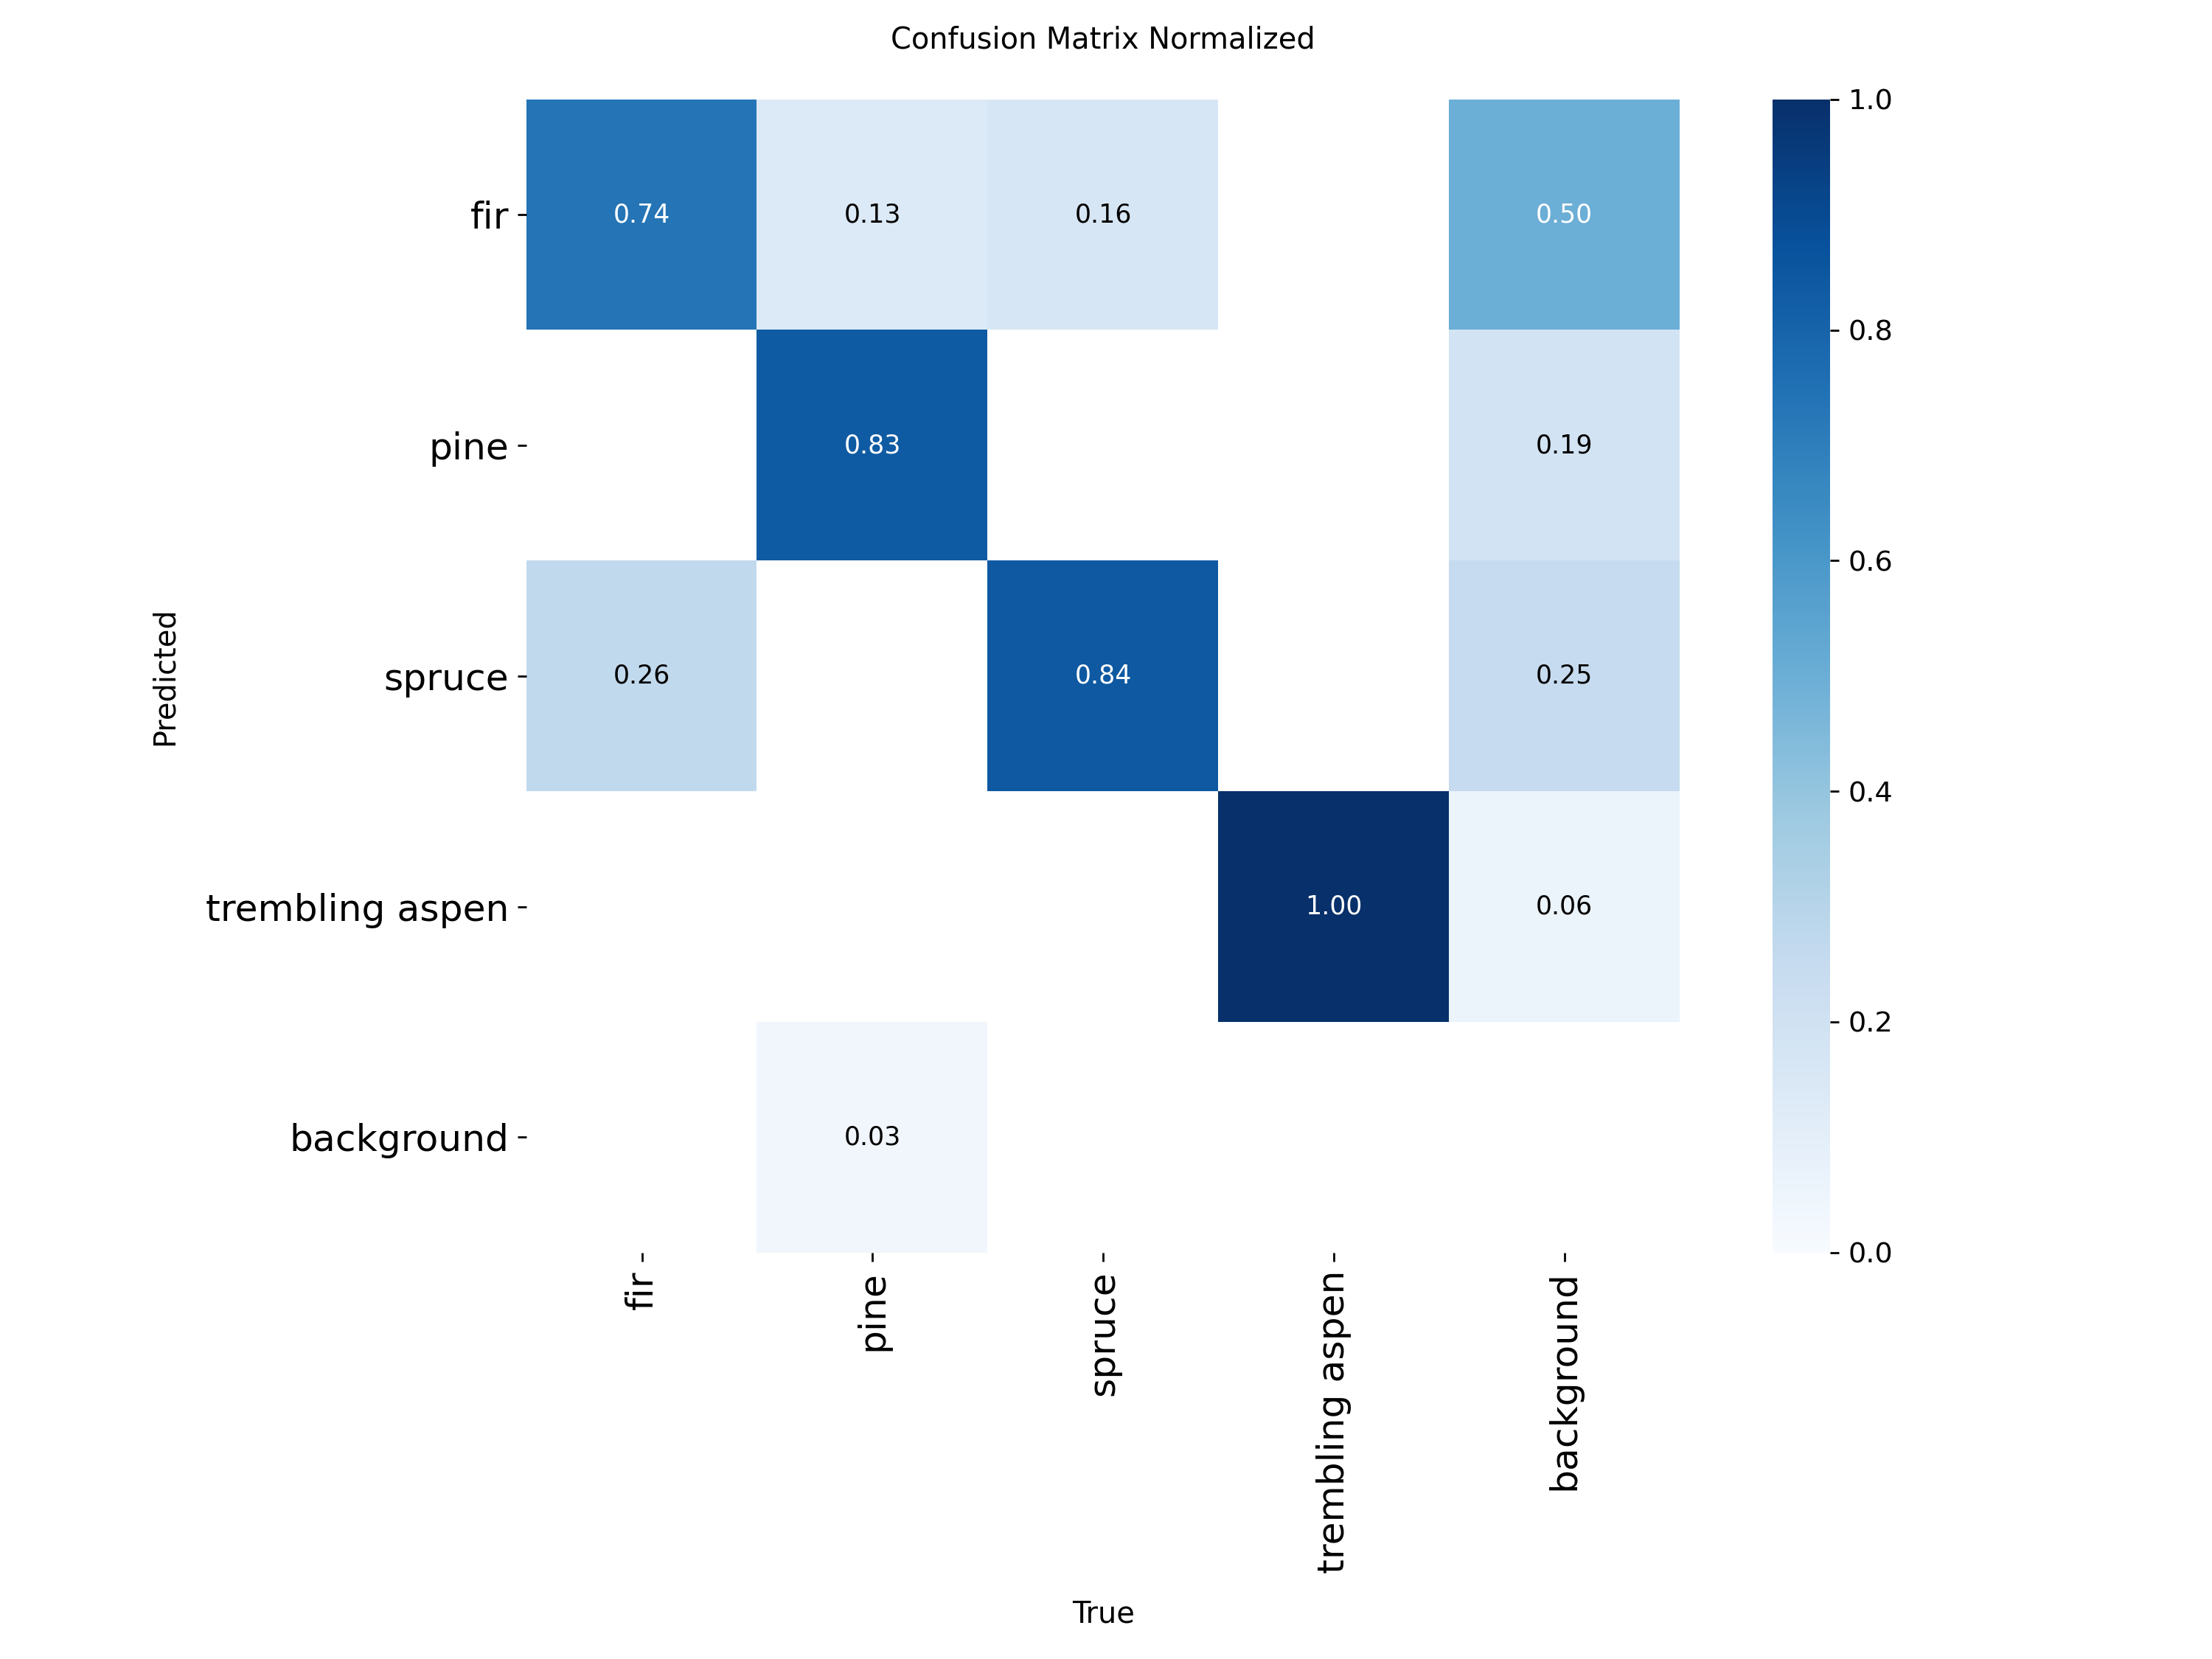 Confusion Matrix Normalized
fir
0.74
0.13
0.16
0.50
pine
0.83
0.19
spruce
0.26
0.84
0.25
trembling aspen
1.00
0.06
background
0.03
fir
pine
spruce
trembling aspen
background
Predicted
True
1.0
0.8
0.6
0.4
0.2
0.0